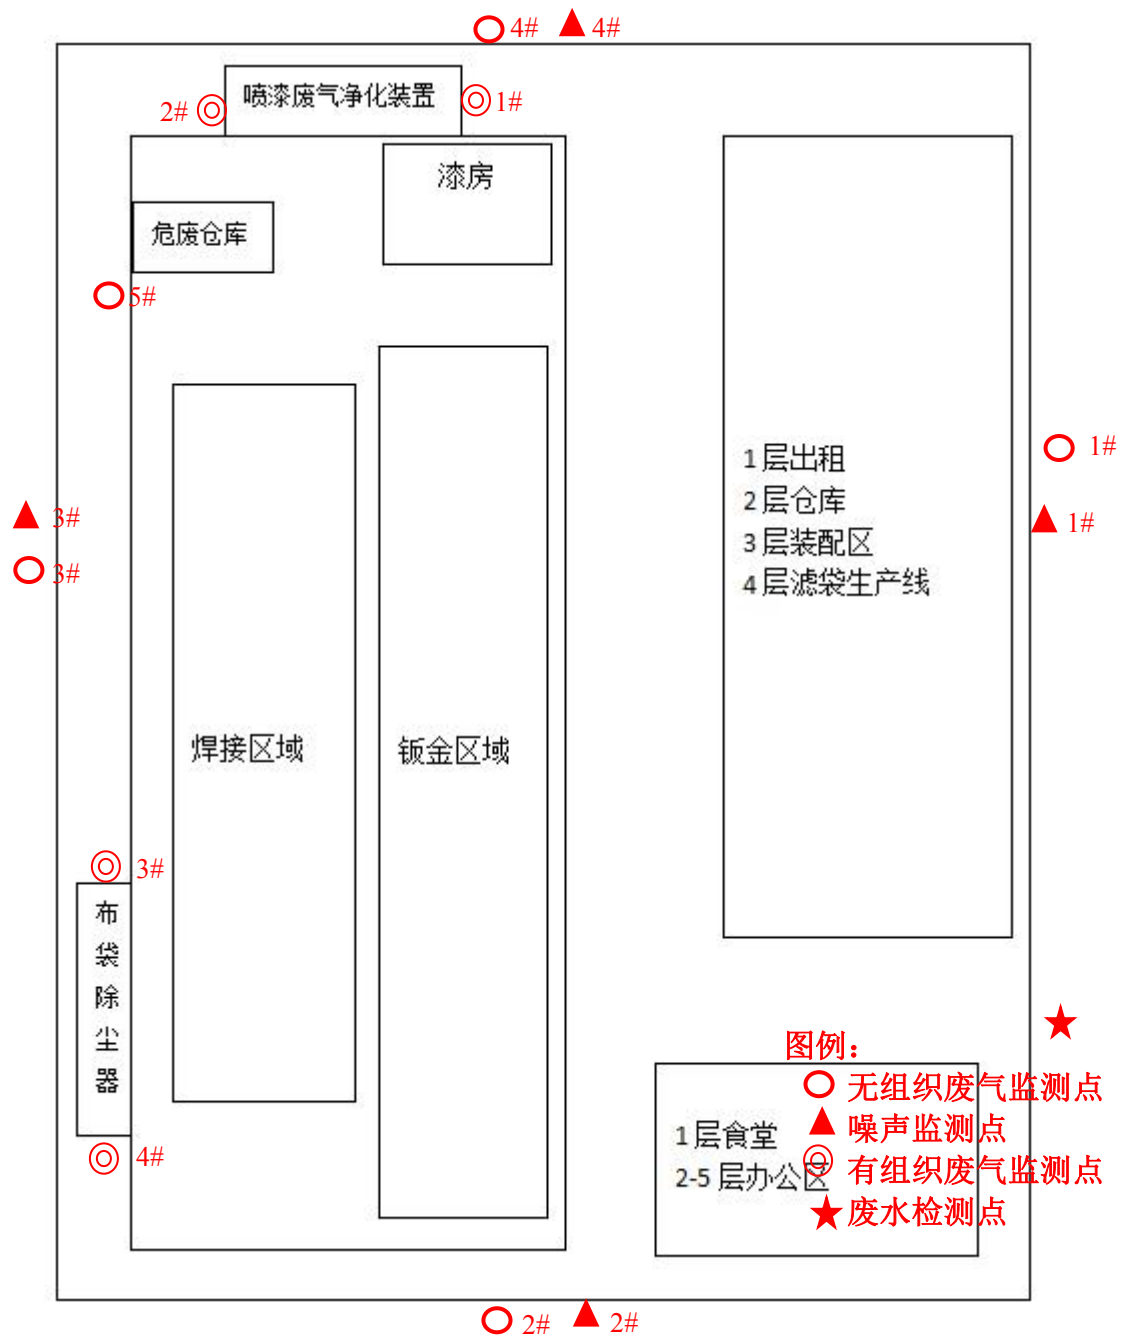 4# 4#
喷漆废气净化装置
2# 1#
漆房
危废仓库
5#
1层出租
1#
2层仓库
3# 1#
3层装配区
3#
4层滤袋生产线
焊接区域 钣金区域
3#
布
袋
除
尘
器
4#
图例：
无组织废气监测点
噪声监测点
有组织废气监测点
废水检测点
1层食堂
2-5层办公区
2# 2#